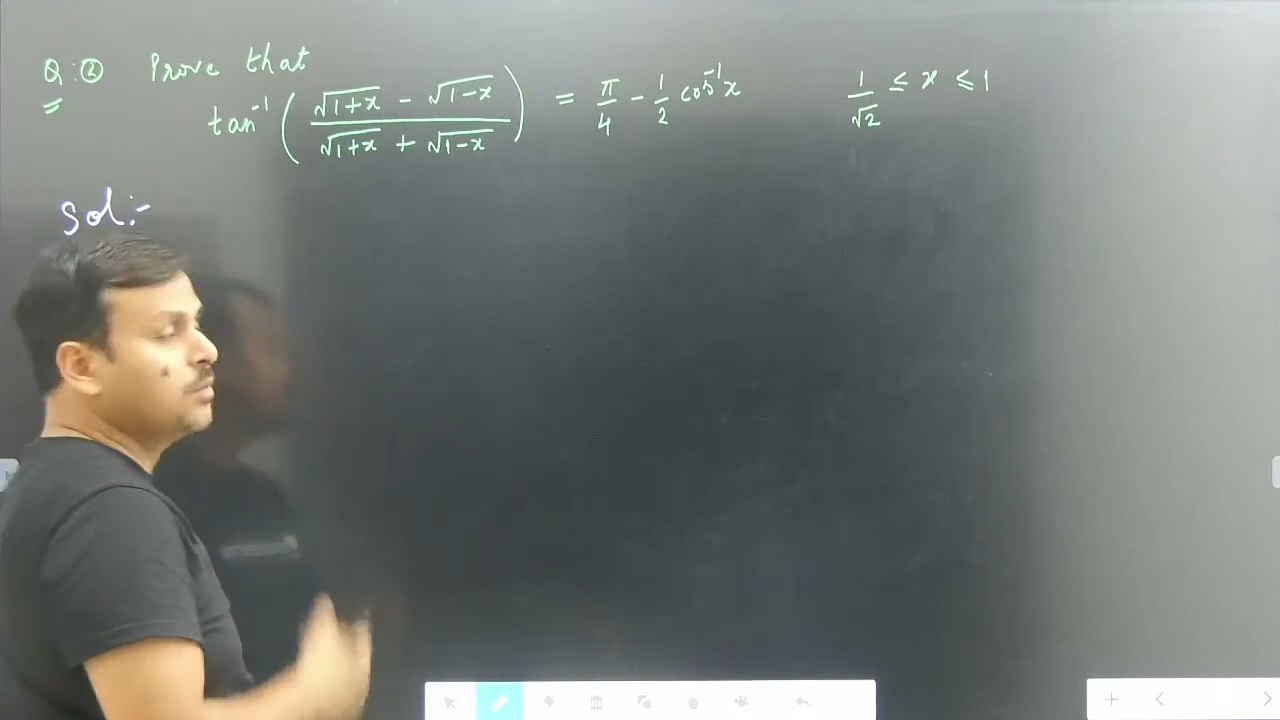 Q:② Prove that
tan⁻¹ ( (√1+x − √1−x) / (√1+x + √1−x) ) = π/4 − 1/2 cos⁻¹x    1/√2 ≤ x ≤ 1
Sol:-